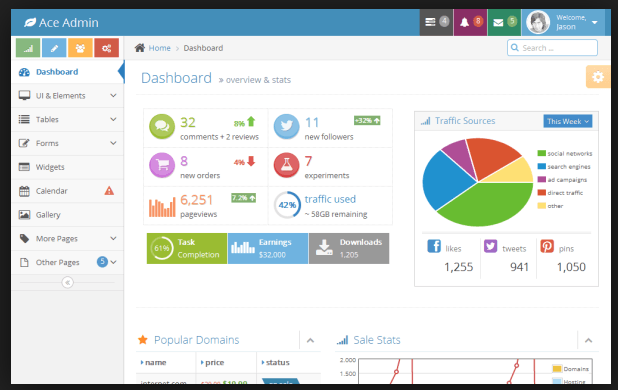 Ace Admin
4
8
5
Welcome,
Jason
Home
Dashboard
Search ...
Dashboard
UI & Elements
Tables
Forms
Widgets
Calendar
Gallery
More Pages
Other Pages 5
Dashboard » overview & stats
32 8%
comments + 2 reviews
11 +32%
new followers
8 4%
new orders
7
experiments
6,251 7.2%
pageviews
42% traffic used
~ 58GB remaining
61% Task
Completion
Earnings
$32,000
Downloads
1,205
Traffic Sources This Week
social networks
search engines
ad campaigns
direct traffic
other
likes
1,255
tweets
941
pins
1,050
Popular Domains
name price status
internet.com
Sale Stats
2.000
1.500
Domains
Hosting